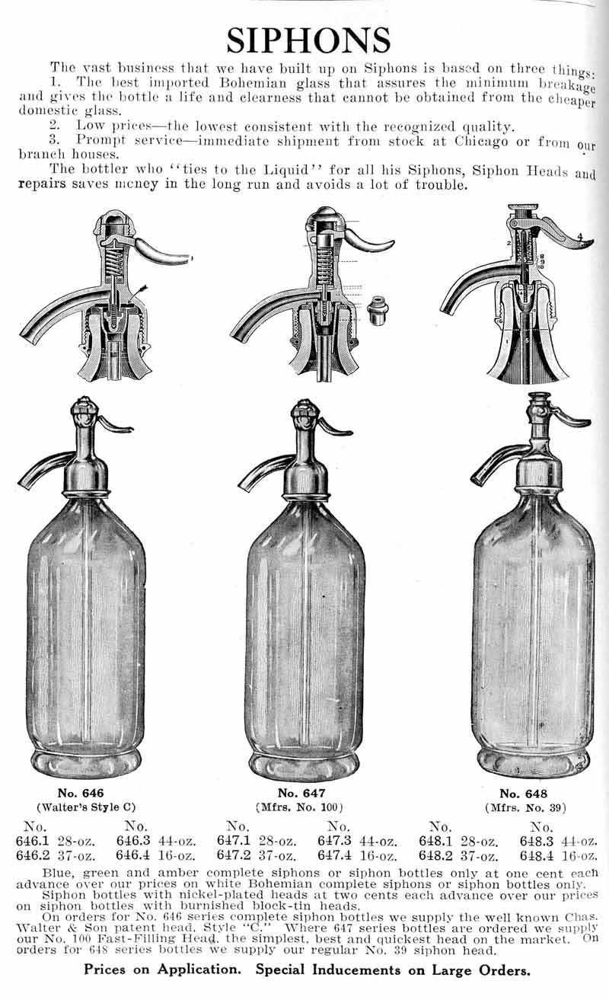 SIPHONS
The vast business that we have built up on Siphons is based on three things.
1. The best imported Bohemian glass that assures the minimum breakage
and gives the bottle a life and clearness that cannot be obtained from the cheaper
domestic glass.
2. Low prices—the lowest consistent with the recognized quality.
3. Prompt service—immediate shipment from stock at Chicago or from our
branch houses.
The bottler who "ties to the Liquid" for all his Siphons, Siphon Heads and
repairs saves money in the long run and avoids a lot of trouble.
4
2
8
9
10
1
5
No. 646
(Walter's Style C)
No. 647
(Mfrs. No. 100)
No. 648
(Mfrs. No. 39)
No. No. No. No. No. No.
646.1 28-oz. 646.3 44-oz. 647.1 28-oz. 647.3 44-oz. 648.1 28-oz. 648.3 44-oz.
646.2 37-oz. 646.4 16-oz. 647.2 37-oz. 647.4 16-oz. 648.2 37-oz. 648.4 16-oz.
Blue, green and amber complete siphons or siphon bottles only at one cent each
advance over our prices on white Bohemian complete siphons or siphon bottles only.
Siphon bottles with nickel-plated heads at two cents each advance over our prices
on siphon bottles with burnished block-tin heads.
On orders for No. 646 series complete siphon bottles we supply the well known Chas.
Walter & Son patent head, Style "C." Where 647 series bottles are ordered we supply
our No. 100 Fast-Filling Head, the simplest, best and quickest head on the market. On
orders for 648 series bottles we supply our regular No. 39 siphon head.
Prices on Application. Special Inducements on Large Orders.